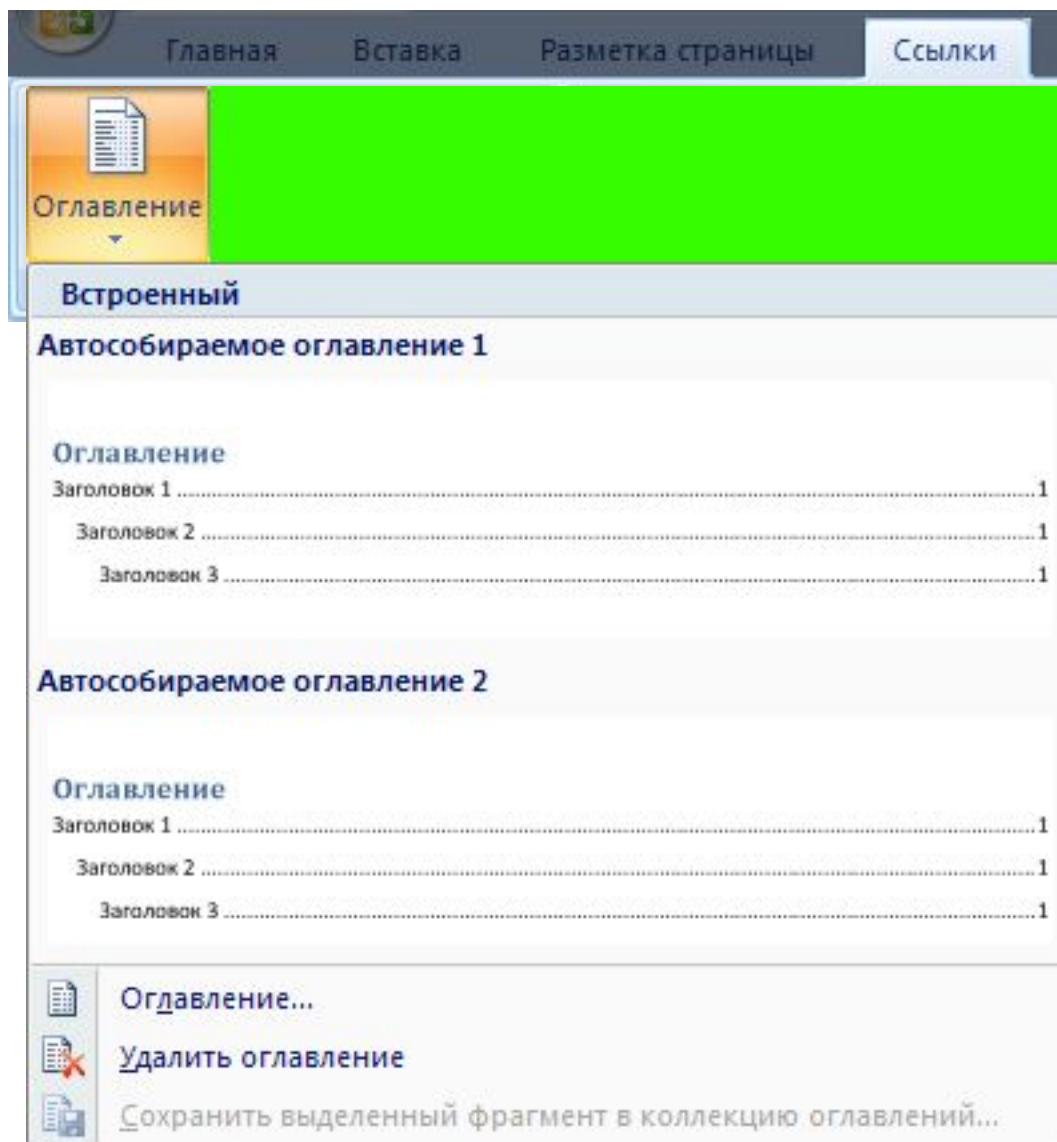 Главная Вставка Разметка страницы Ссылки
Оглавление
Встроенный
Автособираемое оглавление 1
Оглавление
Заголовок 1 ........................................ 1
Заголовок 2 ........................................ 1
Заголовок 3 ........................................ 1
Автособираемое оглавление 2
Оглавление
Заголовок 1 ........................................ 1
Заголовок 2 ........................................ 1
Заголовок 3 ........................................ 1
Оглавление...
Удалить оглавление
Сохранить выделенный фрагмент в коллекцию оглавлений...